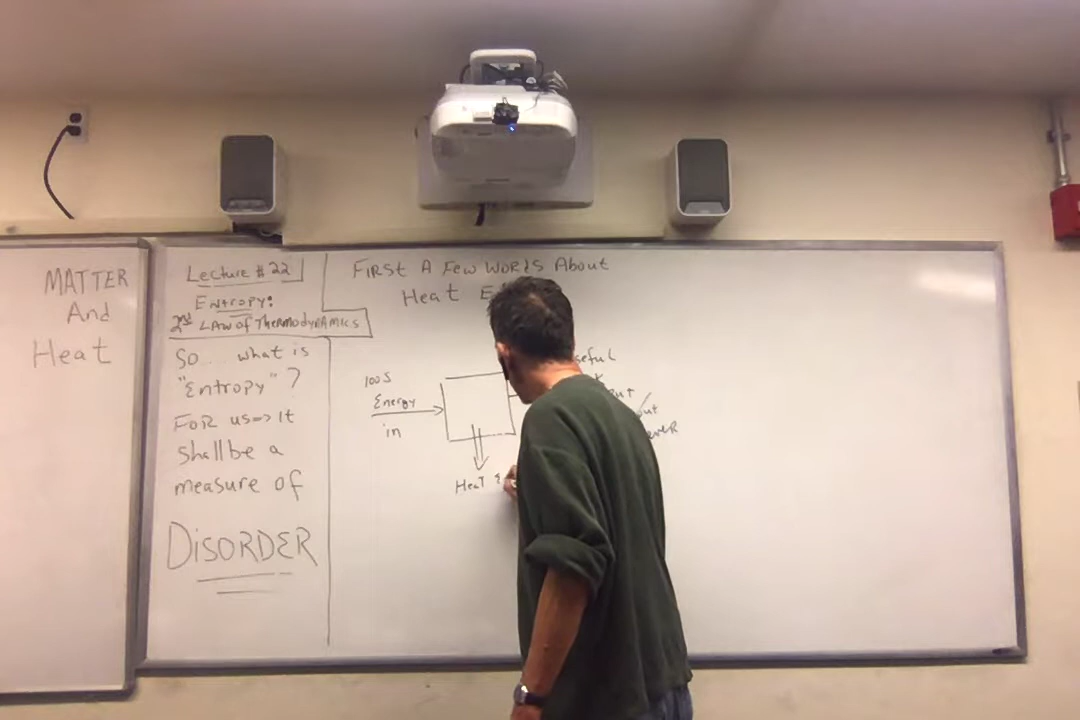 MATTER
And
Heat
Lecture # 22
Entropy:
2nd LAW of ThermodynAMICS
So... what is
"Entropy"?
FOR us=> It
shall be a
measure of
DISORDER
FIRST A Few WORDS About
Heat
100J
Energy
in
Heat